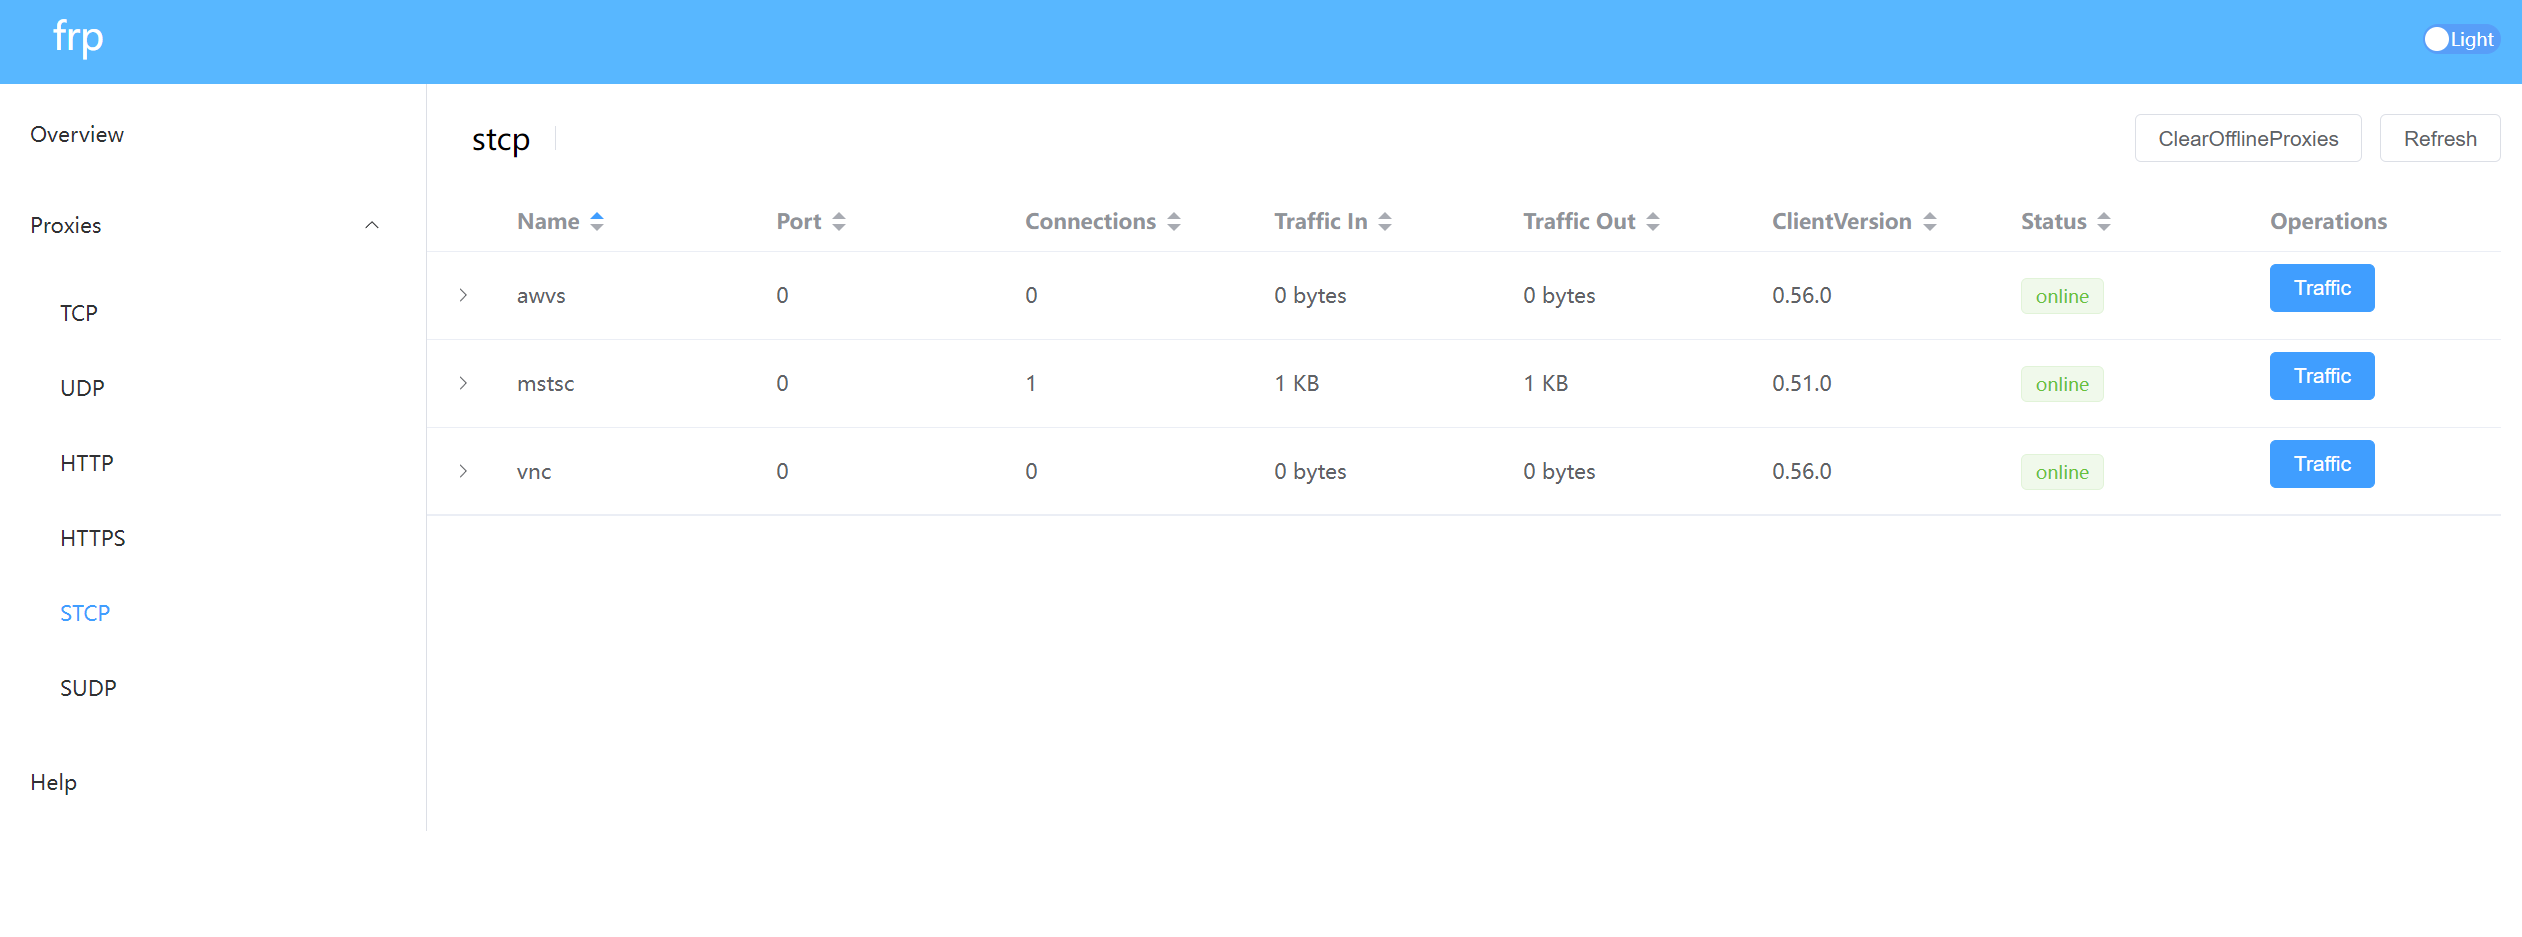 frp
Light
Overview
Proxies
TCP
UDP
HTTP
HTTPS
STCP
SUDP
Help
stcp
ClearOfflineProxies Refresh
Name Port Connections Traffic In Traffic Out ClientVersion Status Operations
awvs 0 0 0 bytes 0 bytes 0.56.0 online Traffic
mstsc 0 1 1 KB 1 KB 0.51.0 online Traffic
vnc 0 0 0 bytes 0 bytes 0.56.0 online Traffic